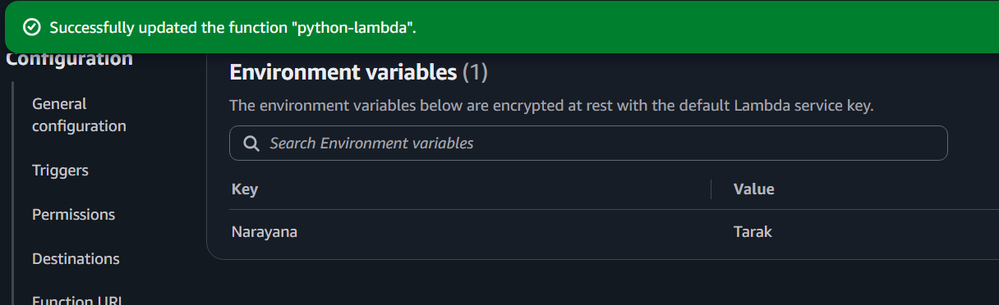 Successfully updated the function "python-lambda".
Configuration
General
configuration
Triggers
Permissions
Destinations
Function URL
Environment variables (1)
The environment variables below are encrypted at rest with the default Lambda service key.
Search Environment variables
Key Value
Narayana Tarak